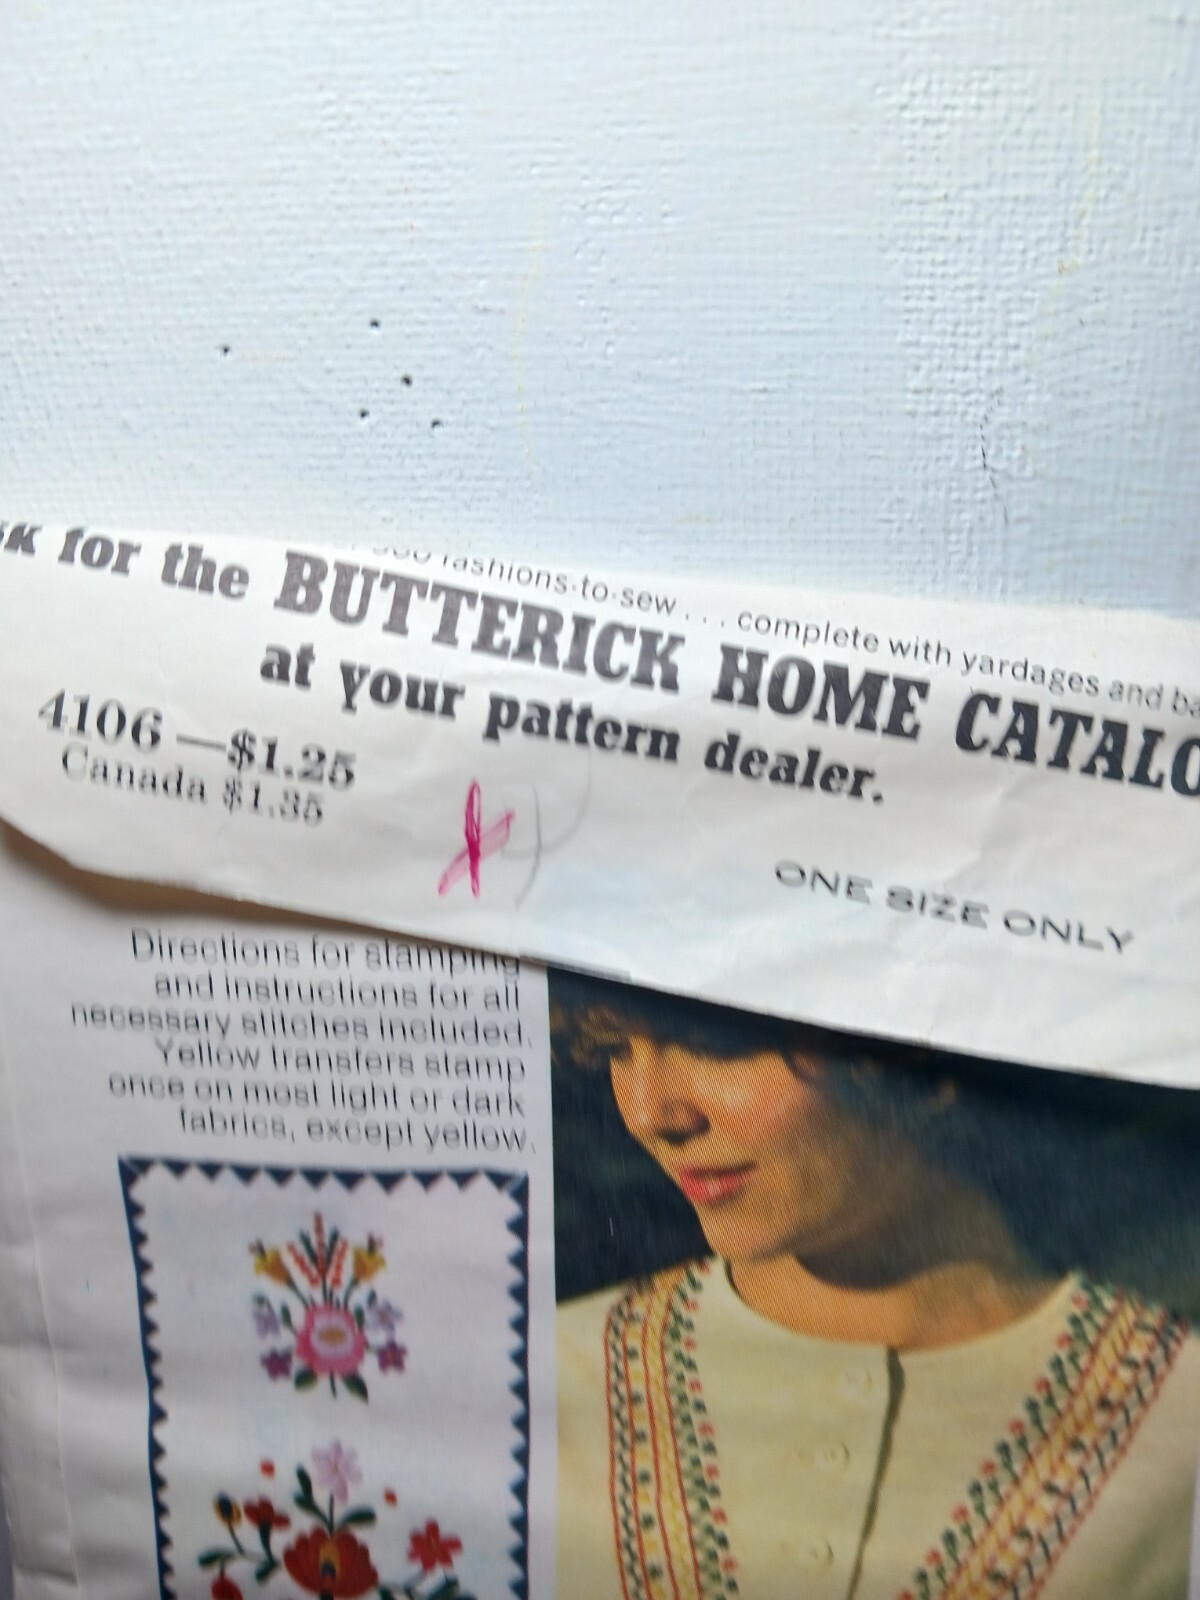 fashions-to-sew... complete with yardages and
for the BUTTERICK HOME
at your pattern dealer.
4106—$1.25
Canada $1.35
ONE SIZE ONLY
Directions for stamping
and instructions for all
necessary stitches included.
Yellow transfers stamp
once on most light or dark
fabrics, except yellow.